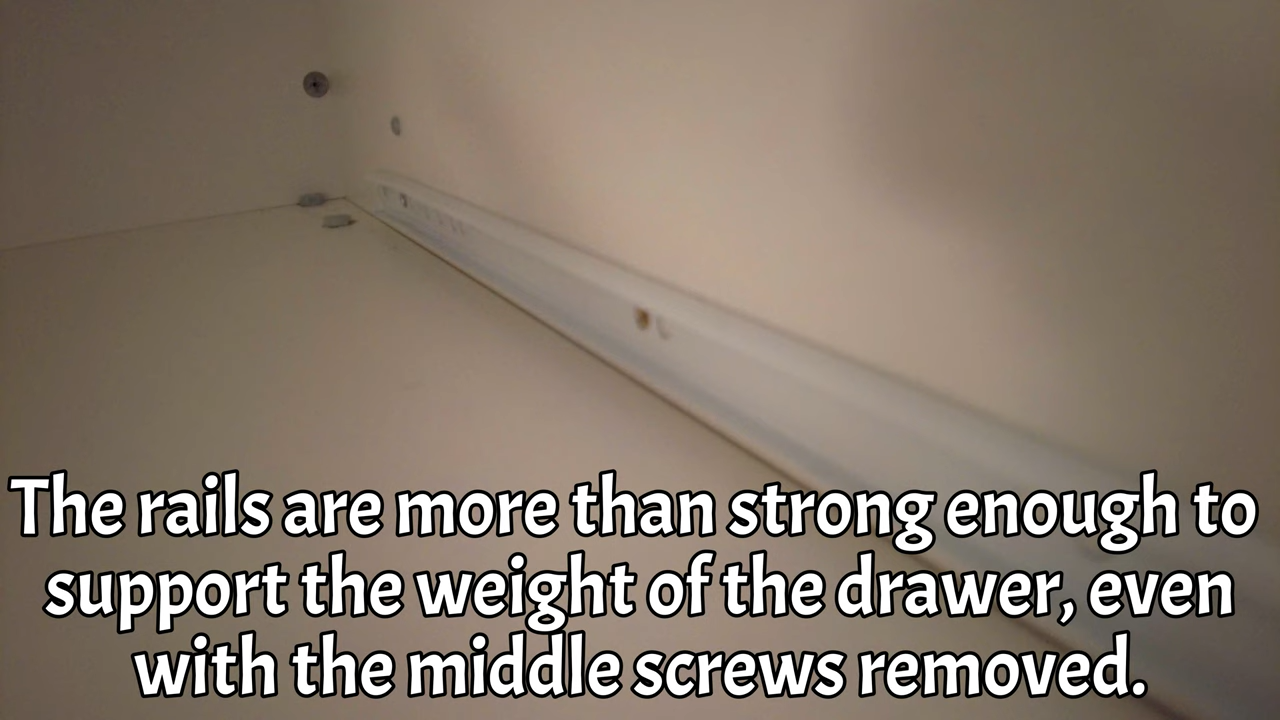 The rails are more than strong enough to
support the weight of the drawer, even
with the middle screws removed.